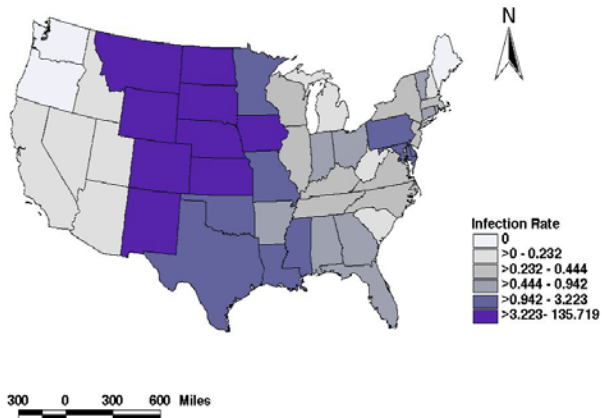 N
Infection Rate
0
>0 - 0.232
>0.232 - 0.444
>0.444 - 0.942
>0.942 - 3.223
>3.223- 135.719
300 0 300 600 Miles